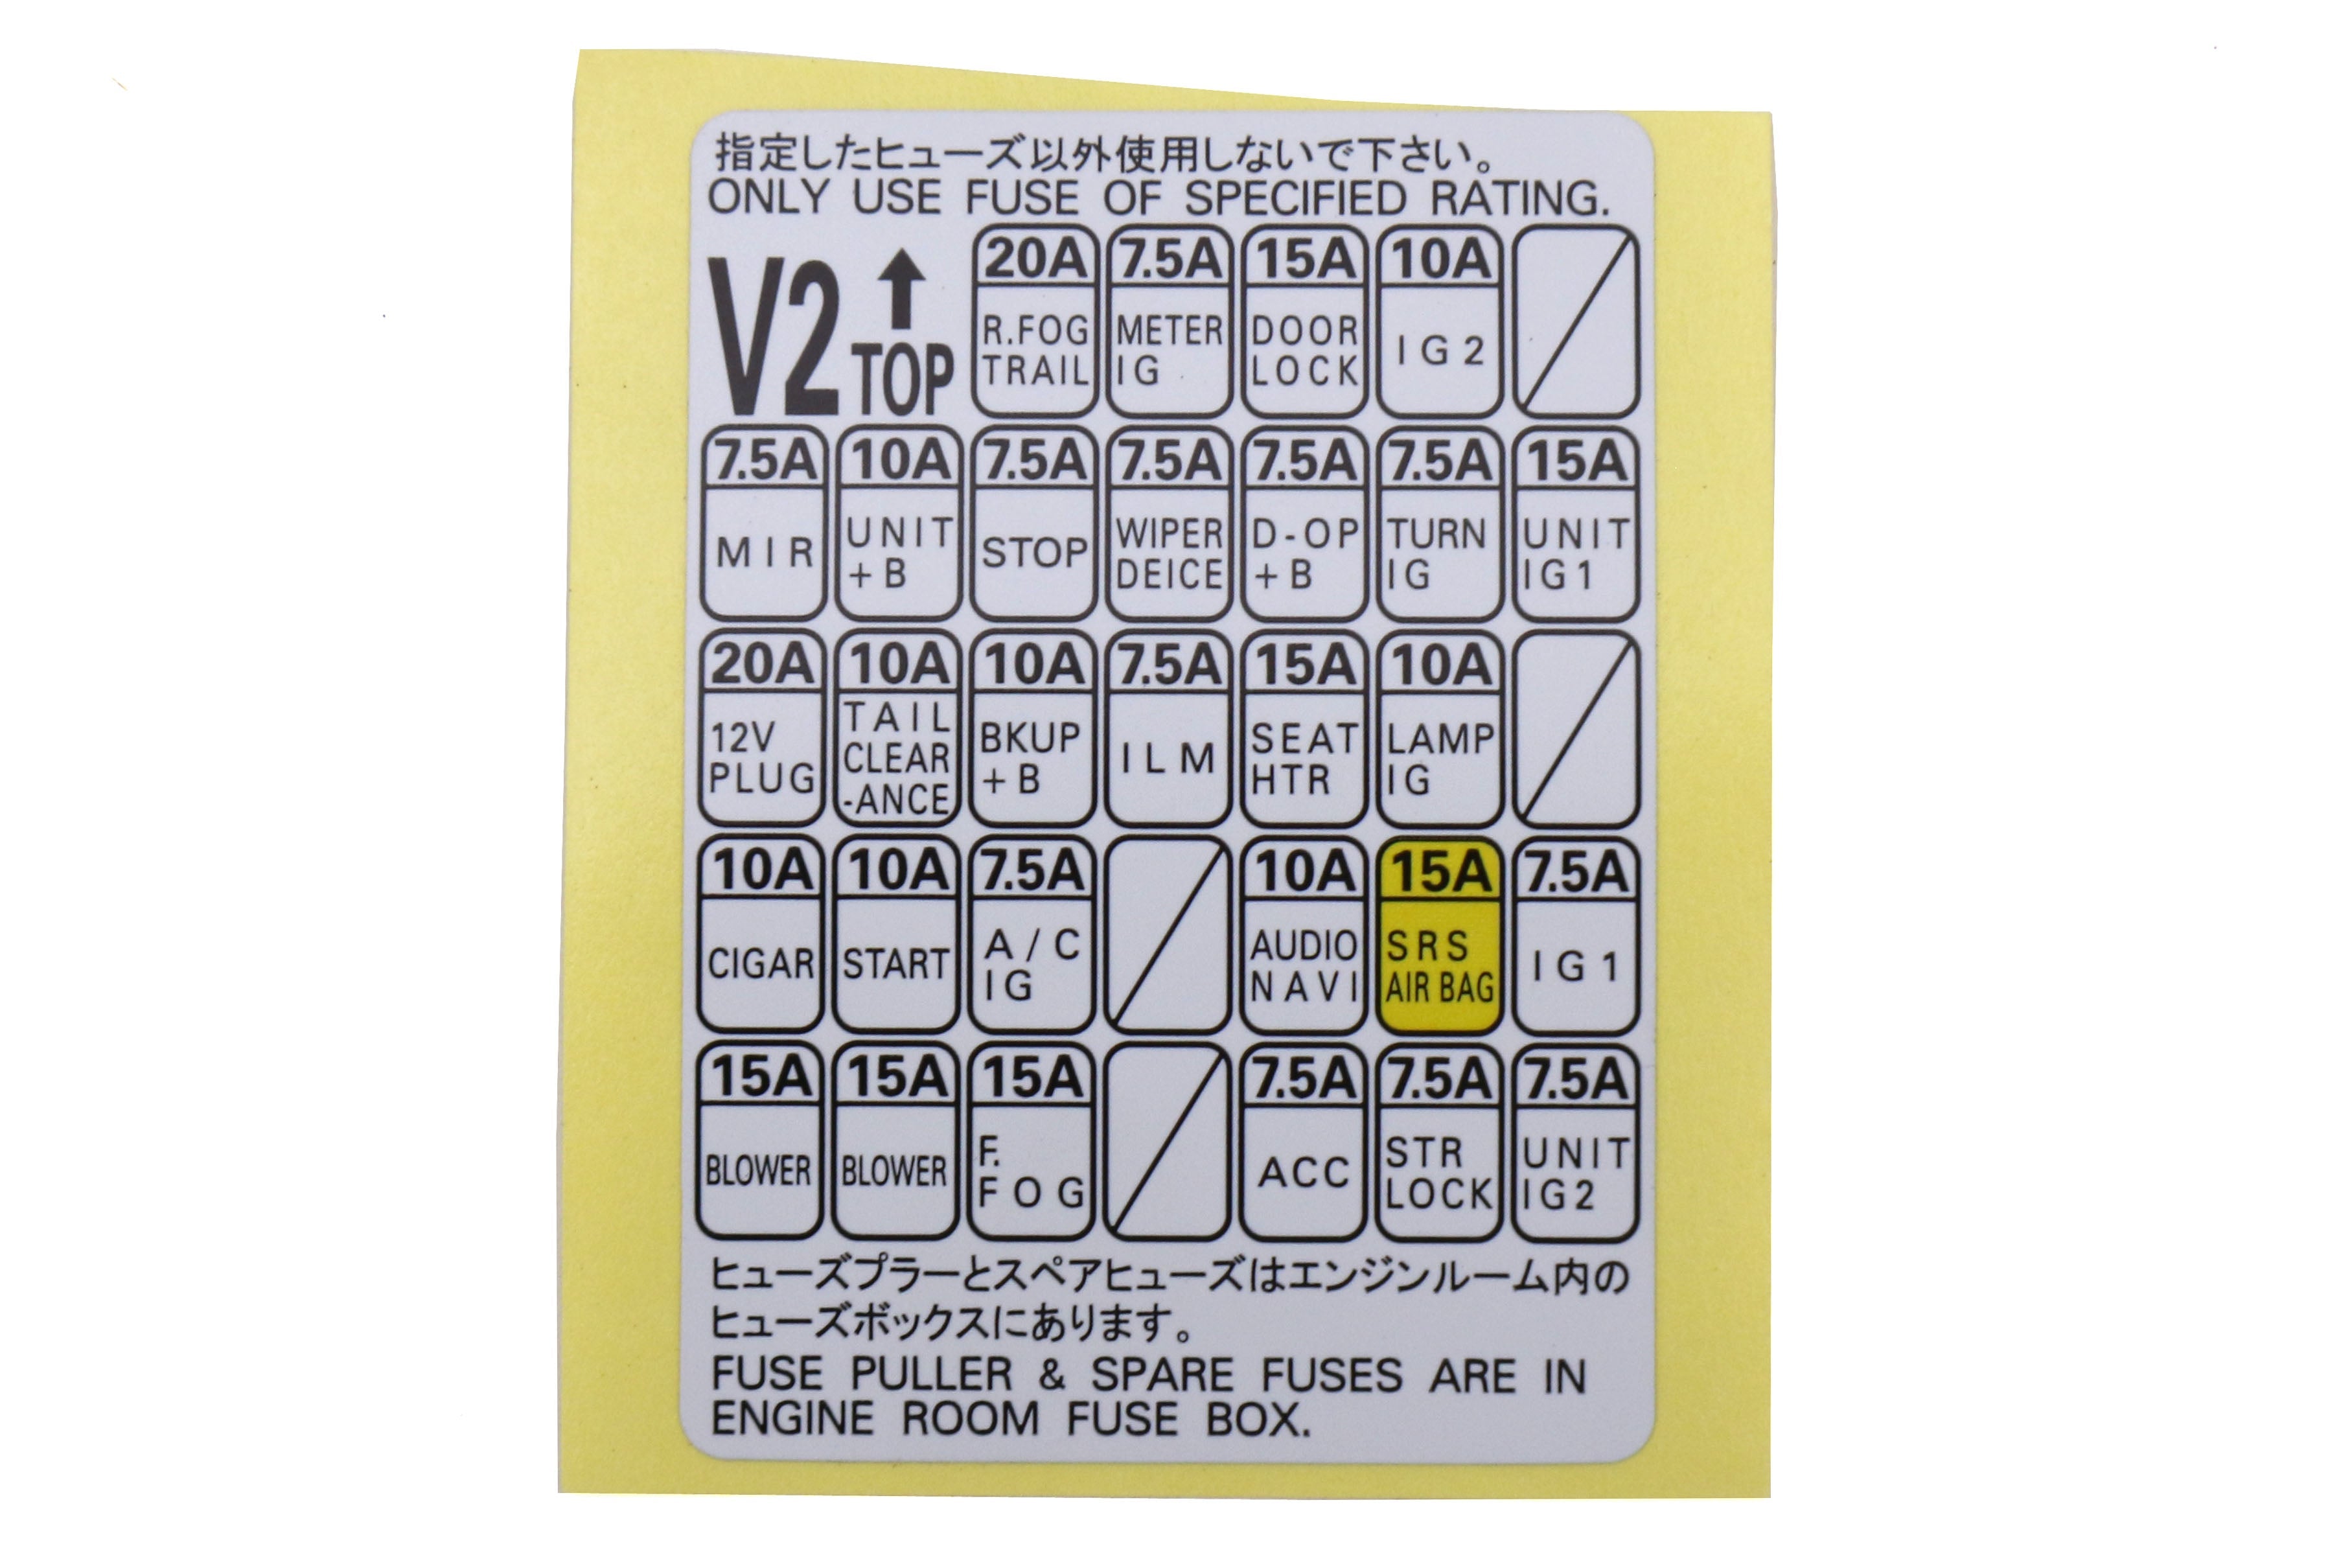 指定したヒューズ以外使用しないで下さい。
ONLY USE FUSE OF SPECIFIED RATING.
V2 ↑ TOP
20A 7.5A 15A 10A
R.FOG METER DOOR IG2
TRAIL IG LOCK
7.5A 10A 7.5A 7.5A 7.5A 7.5A 15A
MIR UNIT STOP WIPER D-OP TURN UNIT
+B DEICE +B IG IG1
20A 10A 10A 7.5A 15A 10A
12V TAIL BKUP ILM SEAT LAMP
PLUG CLEAR +B HTR IG
-ANCE
10A 10A 7.5A 10A 15A 7.5A
CIGAR START A/C AUDIO SRS IG1
IG NAVI AIR BAG
15A 15A 15A 7.5A 7.5A 7.5A
BLOWER BLOWER F. ACC STR UNIT
FOG LOCK IG2
ヒューズプラーとスペアヒューズはエンジンルーム内の
ヒューズボックスにあります。
FUSE PULLER & SPARE FUSES ARE IN
ENGINE ROOM FUSE BOX.